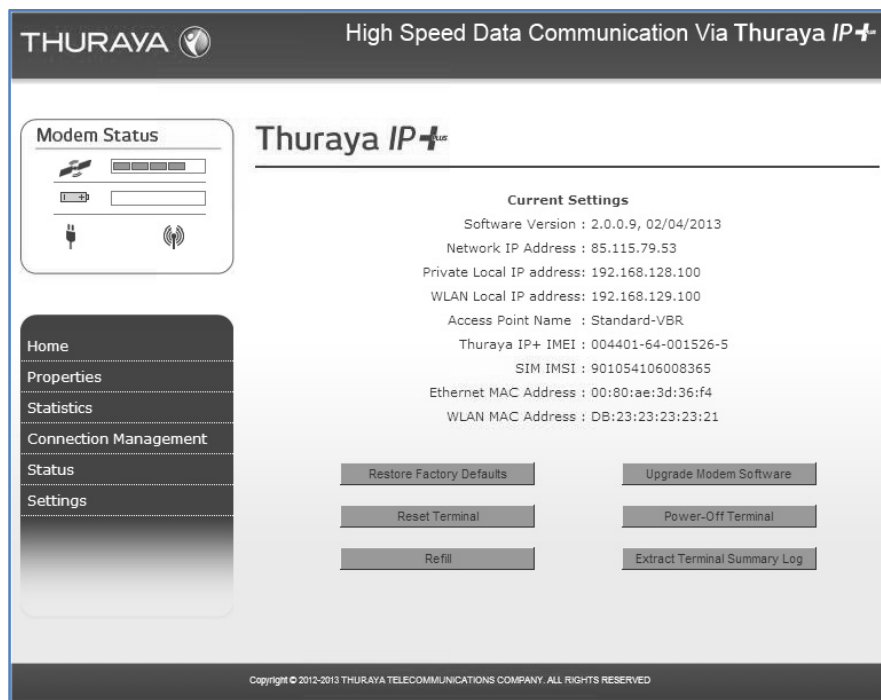 THURAYA
High Speed Data Communication Via Thuraya IP+
Modem Status
Thuraya IP+
Current Settings
Software Version : 2.0.0.9, 02/04/2013
Network IP Address : 85.115.79.53
Private Local IP address: 192.168.128.100
WLAN Local IP address: 192.168.129.100
Access Point Name : Standard-VBR
Thuraya IP+ IMEI : 004401-64-001526-5
SIM IMSI : 901054106008365
Ethernet MAC Address : 00:80:ae:3d:36:f4
WLAN MAC Address : DB:23:23:23:23:21
Home
Properties
Statistics
Connection Management
Status
Settings
Restore Factory Defaults
Upgrade Modem Software
Reset Terminal
Power-Off Terminal
Refill
Extract Terminal Summary Log
Copyright © 2012-2013 THURAYA TELECOMMUNICATIONS COMPANY. ALL RIGHTS RESERVED